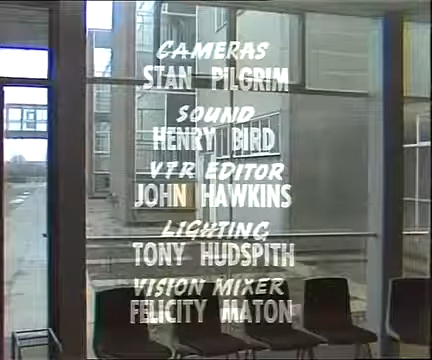 CAMERAS
STAN PILGRIM
SOUND
HENRY BIRD
VTR EDITOR
JOHN HAWKINS
LIGHTING
TONY HUDSPITH
VISION MIXER
FELICITY MATON